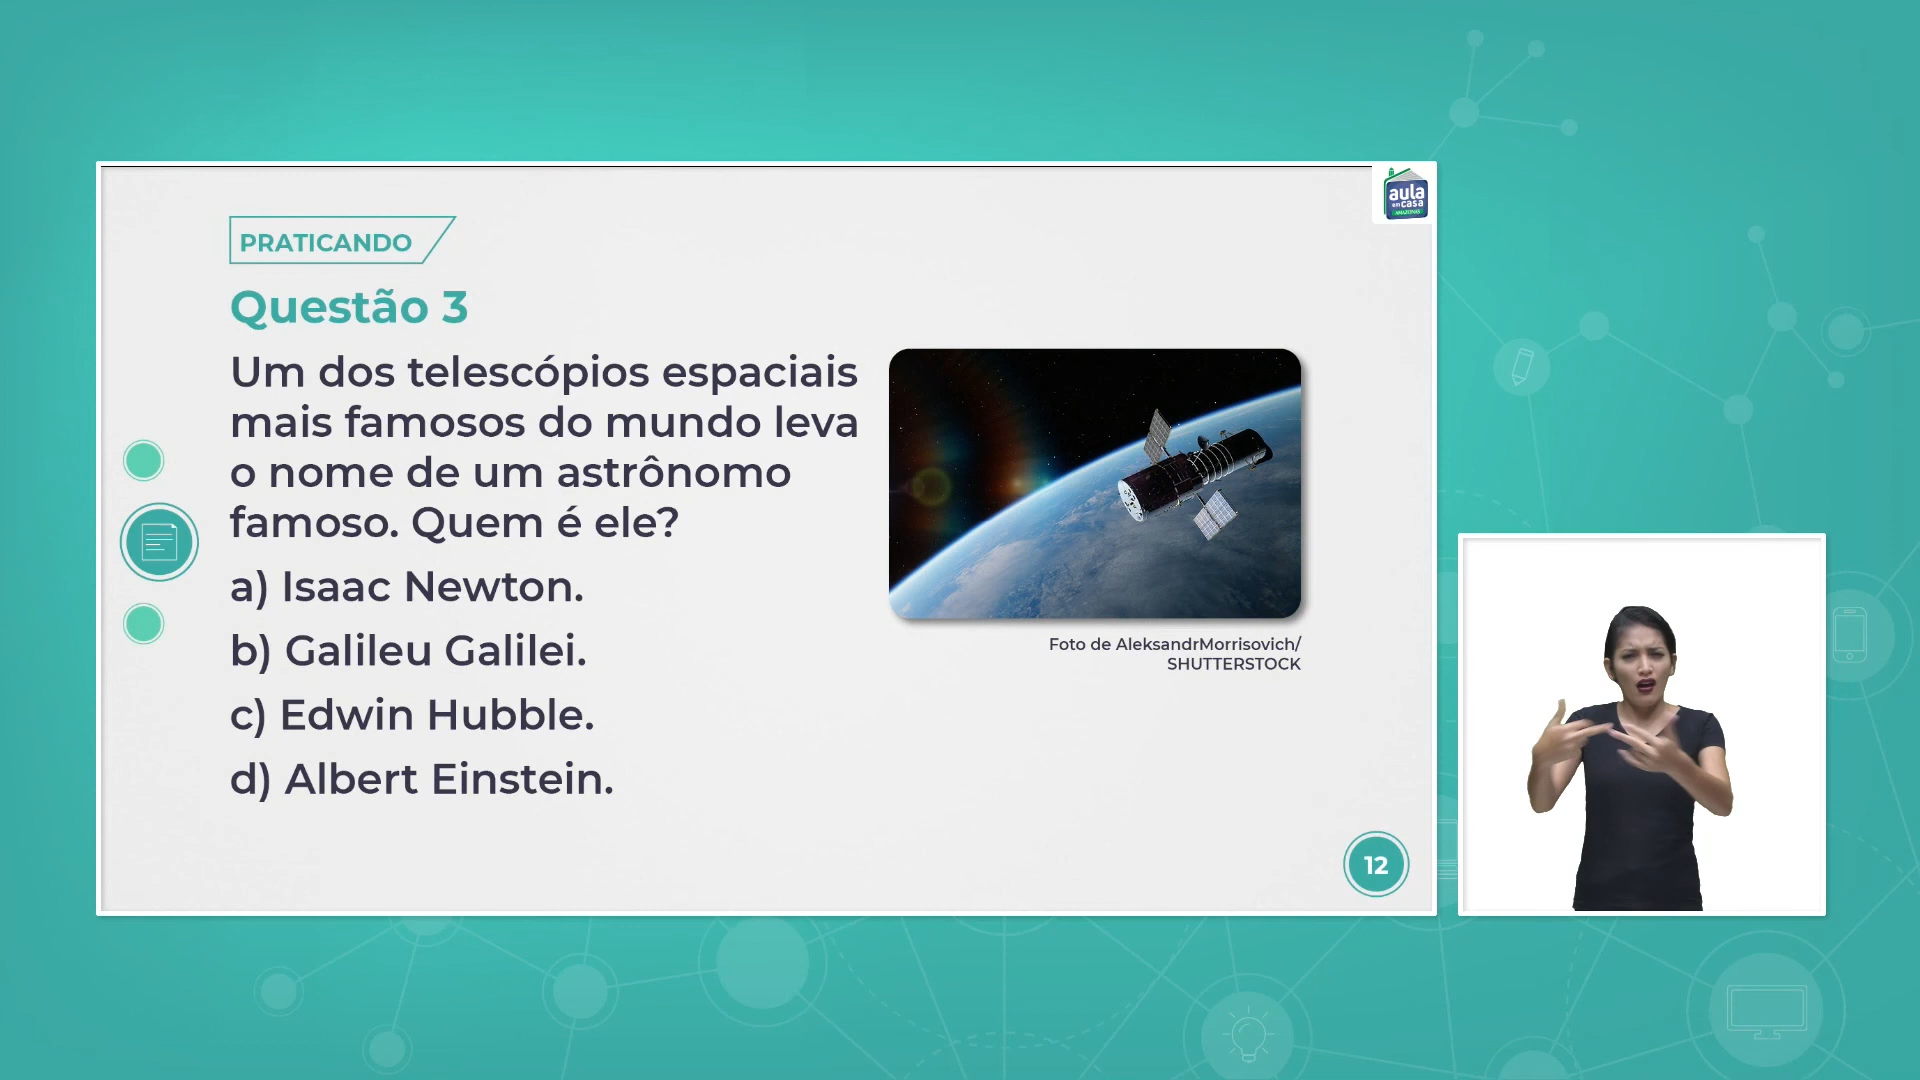 aula
em casa
AMAZONAS
PRATICANDO
Questão 3
Um dos telescópios espaciais
mais famosos do mundo leva
o nome de um astrônomo
famoso. Quem é ele?
a) Isaac Newton.
b) Galileu Galilei.
c) Edwin Hubble.
d) Albert Einstein.
Foto de AleksandrMorrisovich/
SHUTTERSTOCK
12